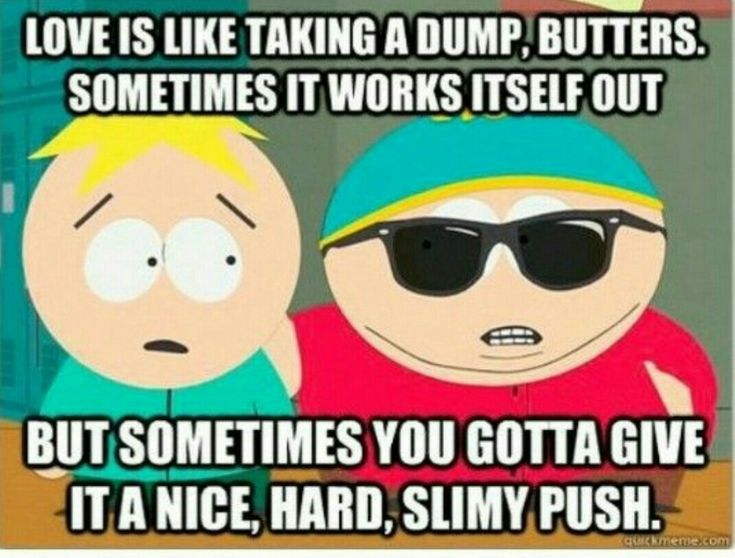 LOVE IS LIKE TAKING A DUMP, BUTTERS.
SOMETIMES IT WORKS ITSELF OUT
BUT SOMETIMES YOU GOTTA GIVE
IT A NICE, HARD, SLIMY PUSH.
quickmeme.com